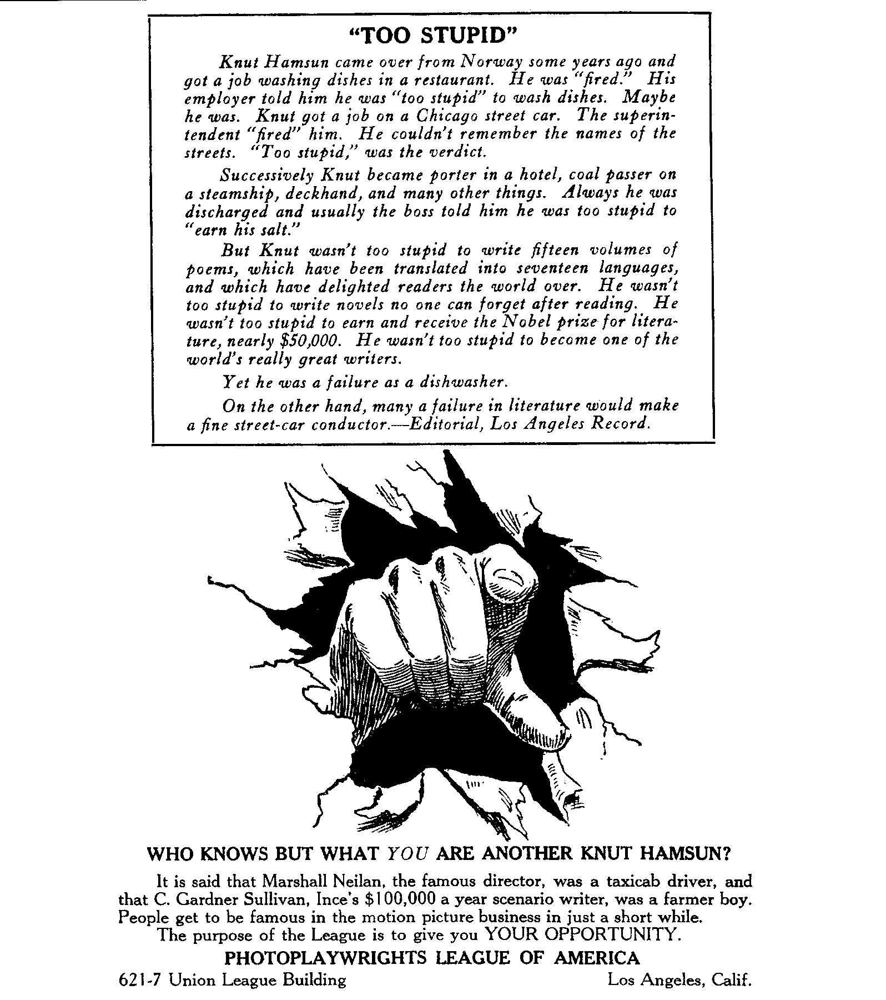 “TOO STUPID”
Knut Hamsun came over from Norway some years ago and
got a job washing dishes in a restaurant. He was “fired.” His
employer told him he was “too stupid” to wash dishes. Maybe
he was. Knut got a job on a Chicago street car. The superin-
tendent “fired” him. He couldn't remember the names of the
streets. “Too stupid,” was the verdict.
Successively Knut became porter in a hotel, coal passer on
a steamship, deckhand, and many other things. Always he was
discharged and usually the boss told him he was too stupid to
“earn his salt.”
But Knut wasn't too stupid to write fifteen volumes of
poems, which have been translated into seventeen languages,
and which have delighted readers the world over. He wasn't
too stupid to write novels no one can forget after reading. He
wasn't too stupid to earn and receive the Nobel prize for litera-
ture, nearly $50,000. He wasn't too stupid to become one of the
world's really great writers.
Yet he was a failure as a dishwasher.
On the other hand, many a failure in literature would make
a fine street-car conductor.—Editorial, Los Angeles Record.
WHO KNOWS BUT WHAT YOU ARE ANOTHER KNUT HAMSUN?
It is said that Marshall Neilan, the famous director, was a taxicab driver, and
that C. Gardner Sullivan, Ince's $100,000 a year scenario writer, was a farmer boy.
People get to be famous in the motion picture business in just a short while.
The purpose of the League is to give you YOUR OPPORTUNITY.
PHOTOPLAYWRIGHTS LEAGUE OF AMERICA
621-7 Union League Building Los Angeles, Calif.